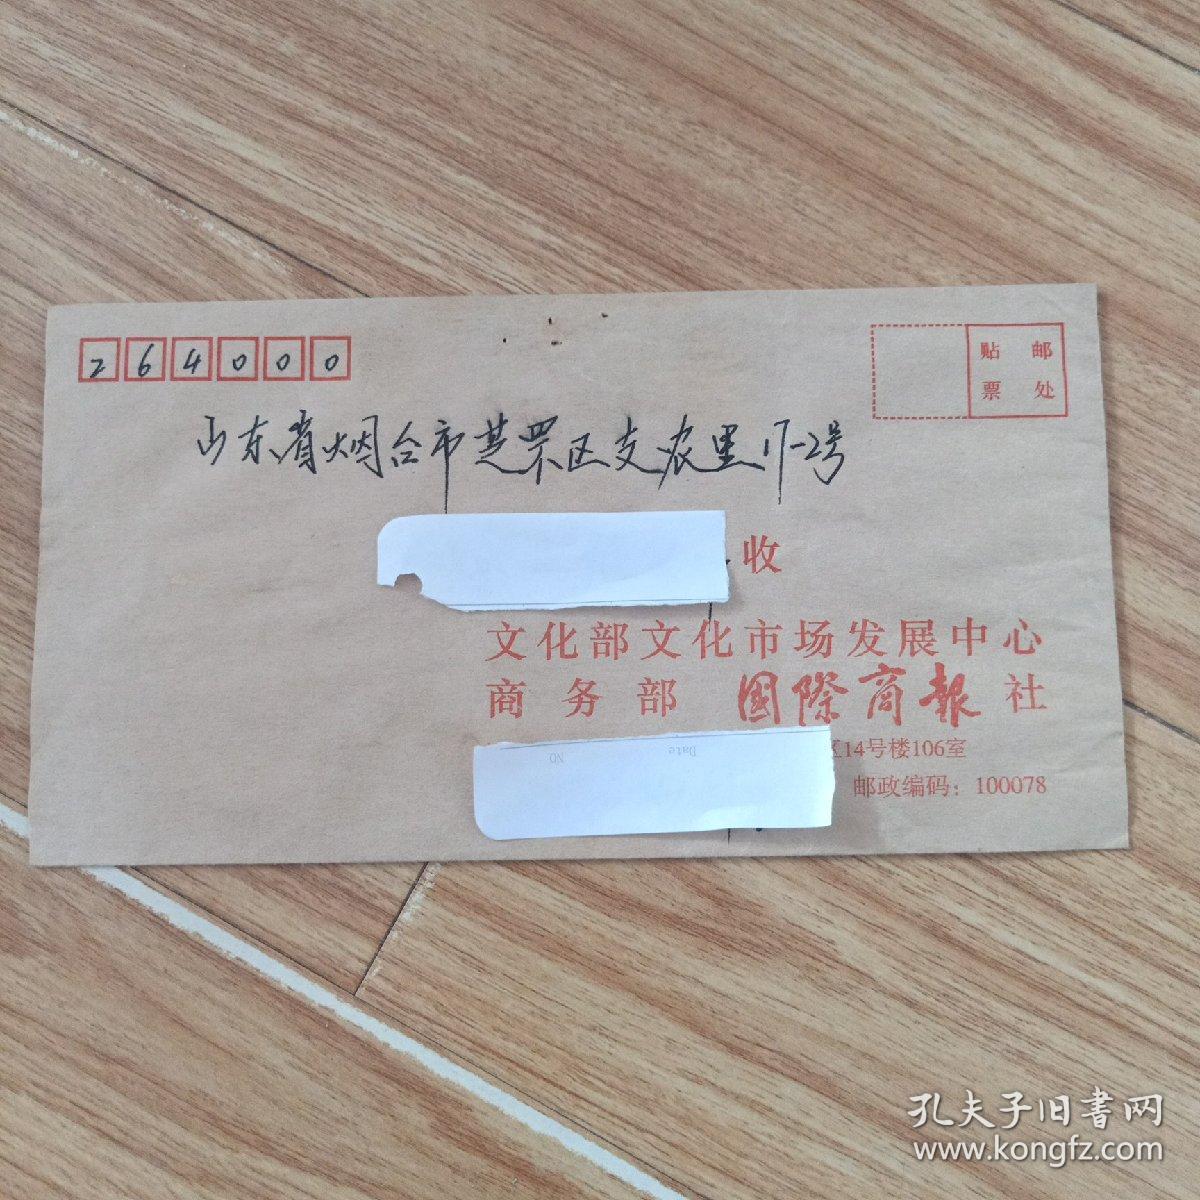 264000
贴 邮
票 处
山东省烟台市芝罘区支农里17-2号
收
文化部文化市场发展中心
商务部 国際商報社
区14号楼106室
邮政编码：100078
Date
NO
孔夫子旧书网
www.kongfz.com